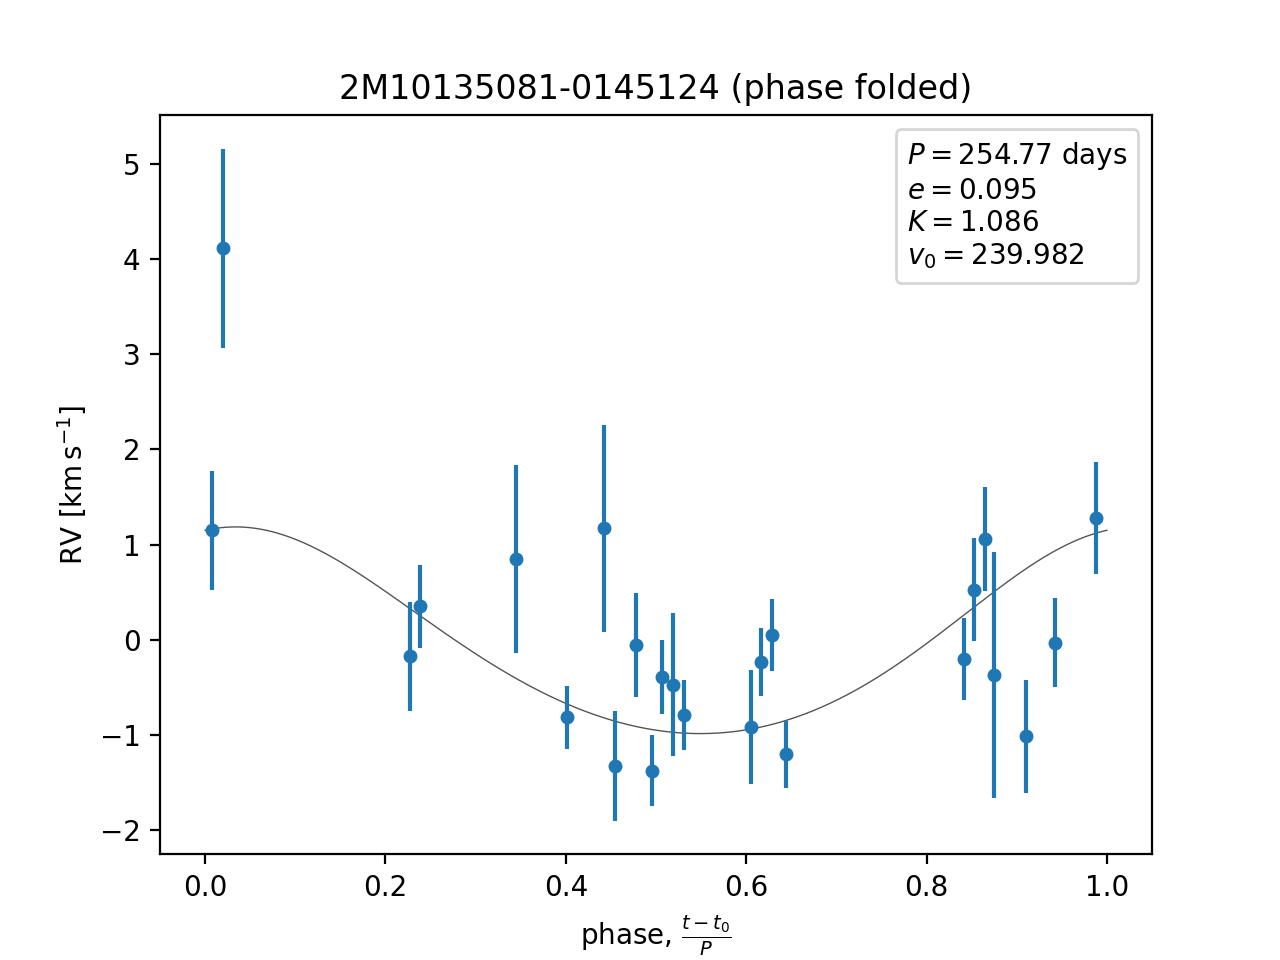 2M10135081-0145124 (phase folded)
P = 254.77 days
e = 0.095
K = 1.086
v₀ = 239.982
RV [km s⁻¹]
5
4
3
2
1
0
−1
−2
0.0 0.2 0.4 0.6 0.8 1.0
phase, (t − t₀)/P